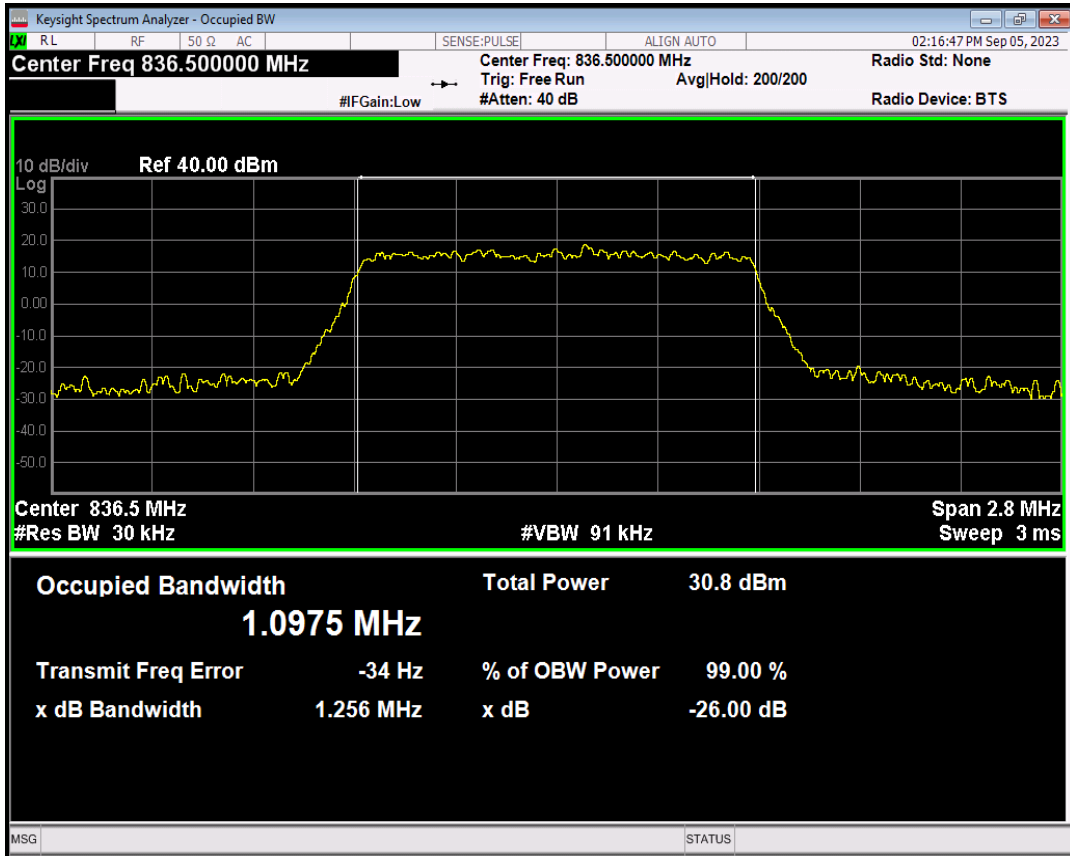 Keysight Spectrum Analyzer - Occupied BW
LXI RL RF 50 Ω AC SENSE:PULSE ALIGN AUTO 02:16:47 PM Sep 05, 2023
Center Freq 836.500000 MHz Center Freq: 836.500000 MHz Radio Std: None
Trig: Free Run Avg|Hold: 200/200
#IFGain:Low #Atten: 40 dB Radio Device: BTS
10 dB/div Ref 40.00 dBm
Log
30.0
20.0
10.0
0.00
-10.0
-20.0
-30.0
-40.0
-50.0
Center 836.5 MHz Span 2.8 MHz
#Res BW 30 kHz #VBW 91 kHz Sweep 3 ms
Occupied Bandwidth Total Power 30.8 dBm
1.0975 MHz
Transmit Freq Error -34 Hz % of OBW Power 99.00 %
x dB Bandwidth 1.256 MHz x dB -26.00 dB
MSG STATUS